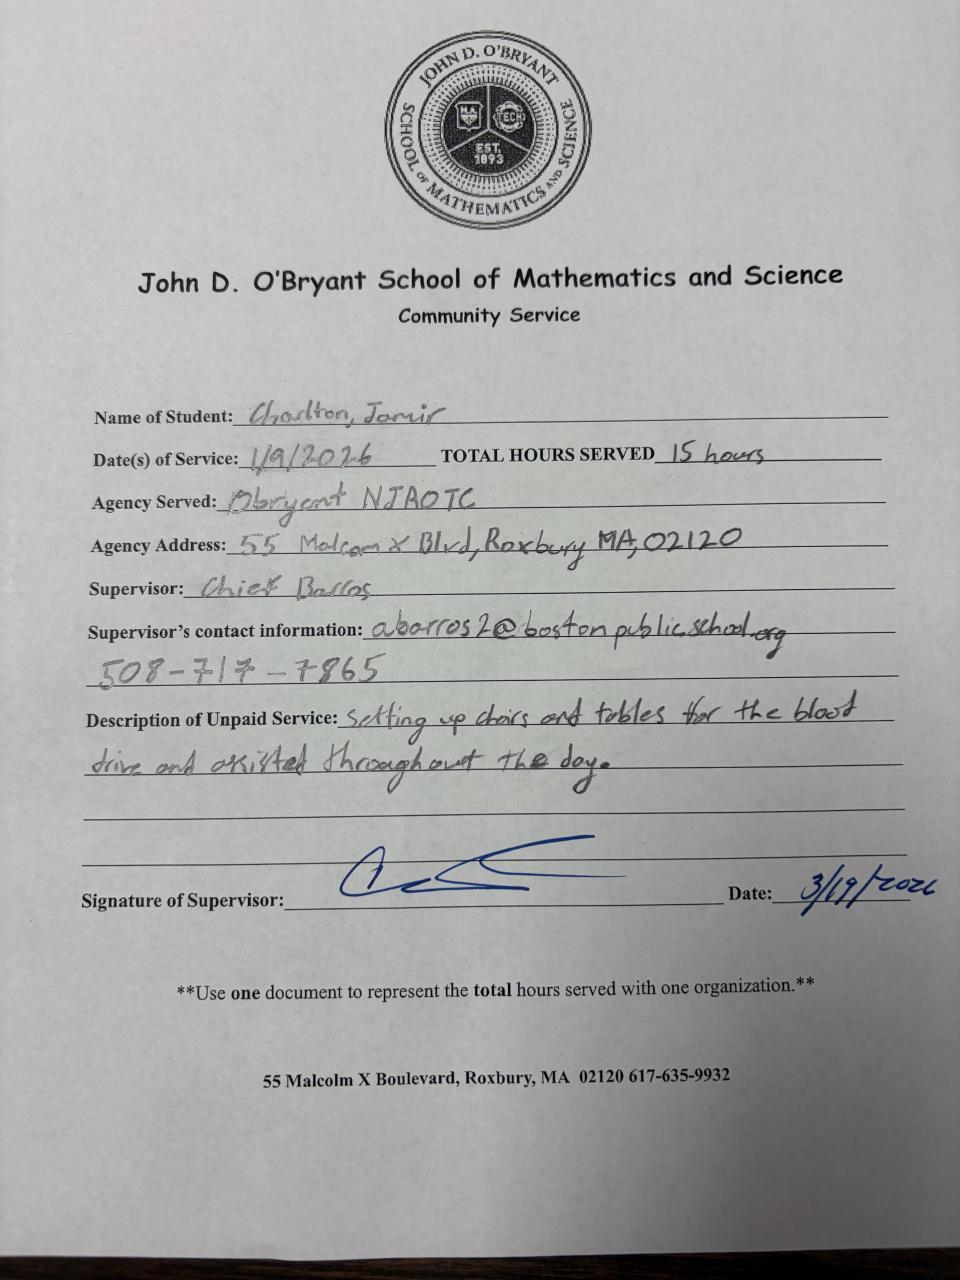 JOHN D. O'BRYANT
SCHOOL OF MATHEMATICS AND SCIENCE
H.A. TECH
EST.
1893
John D. O'Bryant School of Mathematics and Science
Community Service
Name of Student: Charlton, Jamir
Date(s) of Service: 1/9/2026 TOTAL HOURS SERVED 15 hours
Agency Served: Obryant NJROTC
Agency Address: 55 Malcom X Blvd, Roxbury MA, 02120
Supervisor: Chief Barros
Supervisor's contact information: abarros2@bostonpublicschool.org
508-717-7865
Description of Unpaid Service: Setting up chairs and tables for the blood
drive and assisted throughout the day.
Signature of Supervisor: Date: 3/19/2026
**Use one document to represent the total hours served with one organization.**
55 Malcolm X Boulevard, Roxbury, MA 02120 617-635-9932